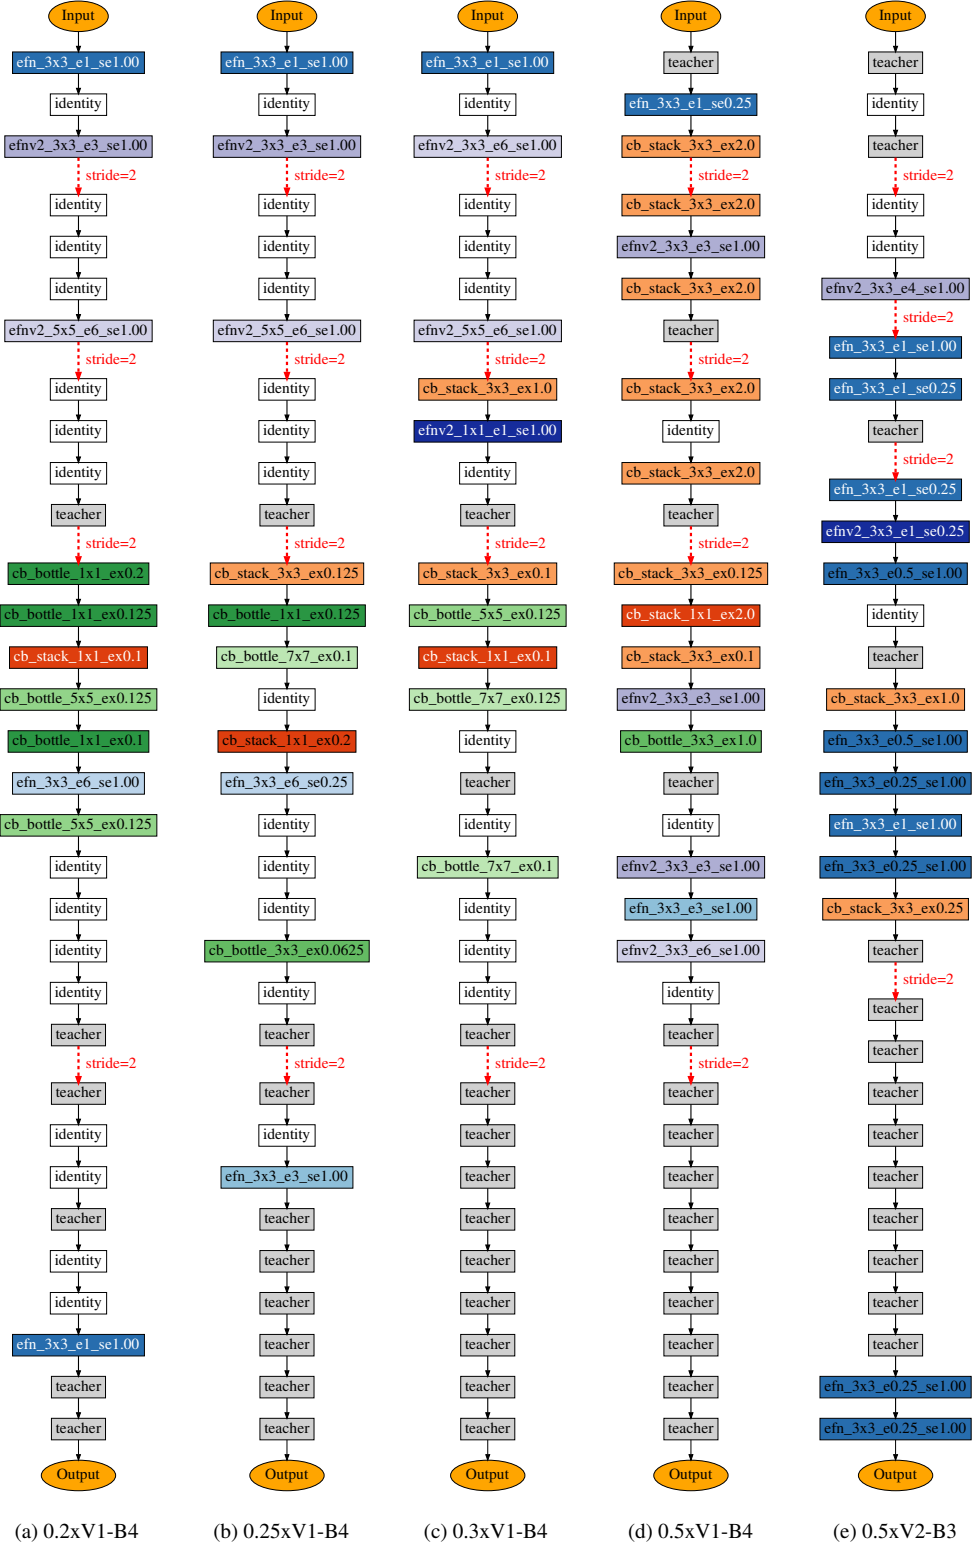 Input
efn_3x3_e1_se1.00
identity
efnv2_3x3_e3_se1.00
stride=2
identity
identity
identity
efnv2_5x5_e6_se1.00
stride=2
identity
identity
identity
teacher
stride=2
cb_bottle_1x1_ex0.2
cb_bottle_1x1_ex0.125
cb_stack_1x1_ex0.1
cb_bottle_5x5_ex0.125
cb_bottle_1x1_ex0.1
efn_3x3_e6_se1.00
cb_bottle_5x5_ex0.125
identity
identity
identity
identity
teacher
stride=2
teacher
identity
identity
teacher
identity
identity
efn_3x3_e1_se1.00
teacher
teacher
Output
(a) 0.2xV1-B4
Input
efn_3x3_e1_se1.00
identity
efnv2_3x3_e3_se1.00
stride=2
identity
identity
identity
efnv2_5x5_e6_se1.00
stride=2
identity
identity
identity
teacher
stride=2
cb_stack_3x3_ex0.125
cb_bottle_1x1_ex0.125
cb_bottle_7x7_ex0.1
identity
cb_stack_1x1_ex0.2
efn_3x3_e6_se0.25
identity
identity
identity
cb_bottle_3x3_ex0.0625
identity
teacher
stride=2
teacher
identity
efn_3x3_e3_se1.00
teacher
teacher
teacher
teacher
teacher
teacher
Output
(b) 0.25xV1-B4
Input
efn_3x3_e1_se1.00
identity
efnv2_3x3_e6_se1.00
stride=2
identity
identity
identity
efnv2_5x5_e6_se1.00
stride=2
cb_stack_3x3_ex1.0
efnv2_1x1_e1_se1.00
identity
teacher
stride=2
cb_stack_3x3_ex0.1
cb_bottle_5x5_ex0.125
cb_stack_1x1_ex0.1
cb_bottle_7x7_ex0.125
identity
teacher
identity
cb_bottle_7x7_ex0.1
identity
identity
identity
teacher
stride=2
teacher
teacher
teacher
teacher
teacher
teacher
teacher
teacher
teacher
Output
(c) 0.3xV1-B4
Input
teacher
efn_3x3_e1_se0.25
cb_stack_3x3_ex2.0
stride=2
cb_stack_3x3_ex2.0
efnv2_3x3_e3_se1.00
cb_stack_3x3_ex2.0
teacher
stride=2
cb_stack_3x3_ex2.0
identity
cb_stack_3x3_ex2.0
teacher
stride=2
cb_stack_3x3_ex0.125
cb_stack_1x1_ex2.0
cb_stack_3x3_ex0.1
efnv2_3x3_e3_se1.00
cb_bottle_3x3_ex1.0
teacher
identity
efnv2_3x3_e3_se1.00
efn_3x3_e3_se1.00
efnv2_3x3_e6_se1.00
identity
teacher
stride=2
teacher
teacher
teacher
teacher
teacher
teacher
teacher
teacher
teacher
Output
(d) 0.5xV1-B4
Input
teacher
identity
teacher
stride=2
identity
identity
efnv2_3x3_e4_se1.00
stride=2
efn_3x3_e1_se1.00
efn_3x3_e1_se0.25
teacher
stride=2
efn_3x3_e1_se0.25
efnv2_3x3_e1_se0.25
efn_3x3_e0.5_se1.00
identity
teacher
cb_stack_3x3_ex1.0
efn_3x3_e0.5_se1.00
efn_3x3_e0.25_se1.00
efn_3x3_e1_se1.00
efn_3x3_e0.25_se1.00
cb_stack_3x3_ex0.25
teacher
stride=2
teacher
teacher
teacher
teacher
teacher
teacher
teacher
teacher
teacher
efn_3x3_e0.25_se1.00
efn_3x3_e0.25_se1.00
Output
(e) 0.5xV2-B3